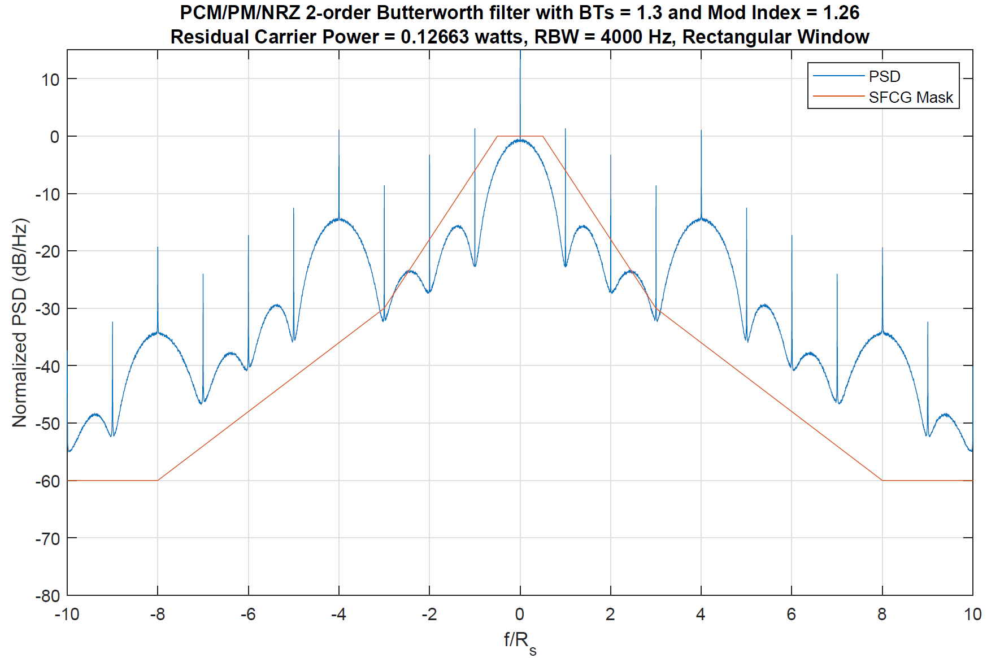 PCM/PM/NRZ 2-order Butterworth filter with BTs = 1.3 and Mod Index = 1.26
Residual Carrier Power = 0.12663 watts, RBW = 4000 Hz, Rectangular Window
PSD
SFCG Mask
Normalized PSD (dB/Hz)
10
0
-10
-20
-30
-40
-50
-60
-70
-80
-10 -8 -6 -4 -2 0 2 4 6 8 10
f/Rs